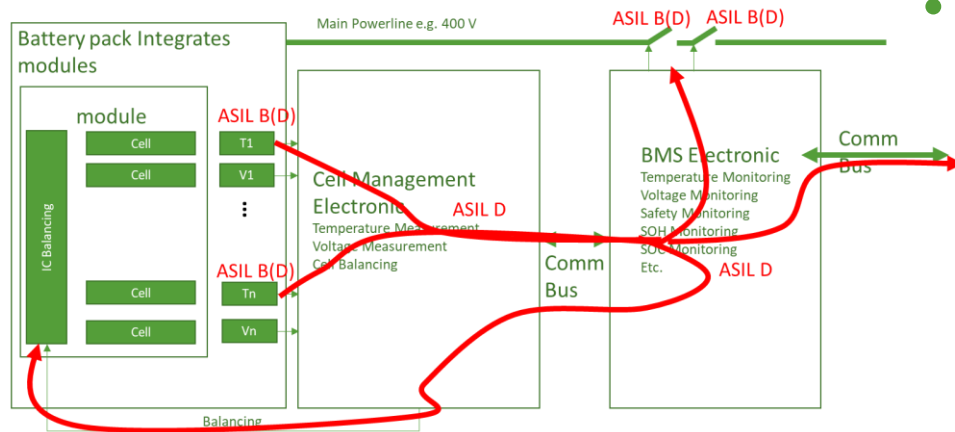 Main Powerline e.g. 400 V
ASIL B(D)
ASIL B(D)
Battery pack Integrates
modules
module
ASIL B(D)
Cell
T1
Cell
V1
IC Balancing
ASIL B(D)
Cell
Tn
Cell
Vn
Balancing
Cell Management
Electronic
Temperature Measurement
Voltage Measurement
Cell Balancing
ASIL D
Comm
Bus
BMS Electronic
Temperature Monitoring
Voltage Monitoring
Safety Monitoring
SOH Monitoring
SOC Monitoring
Etc.
ASIL D
Comm
Bus